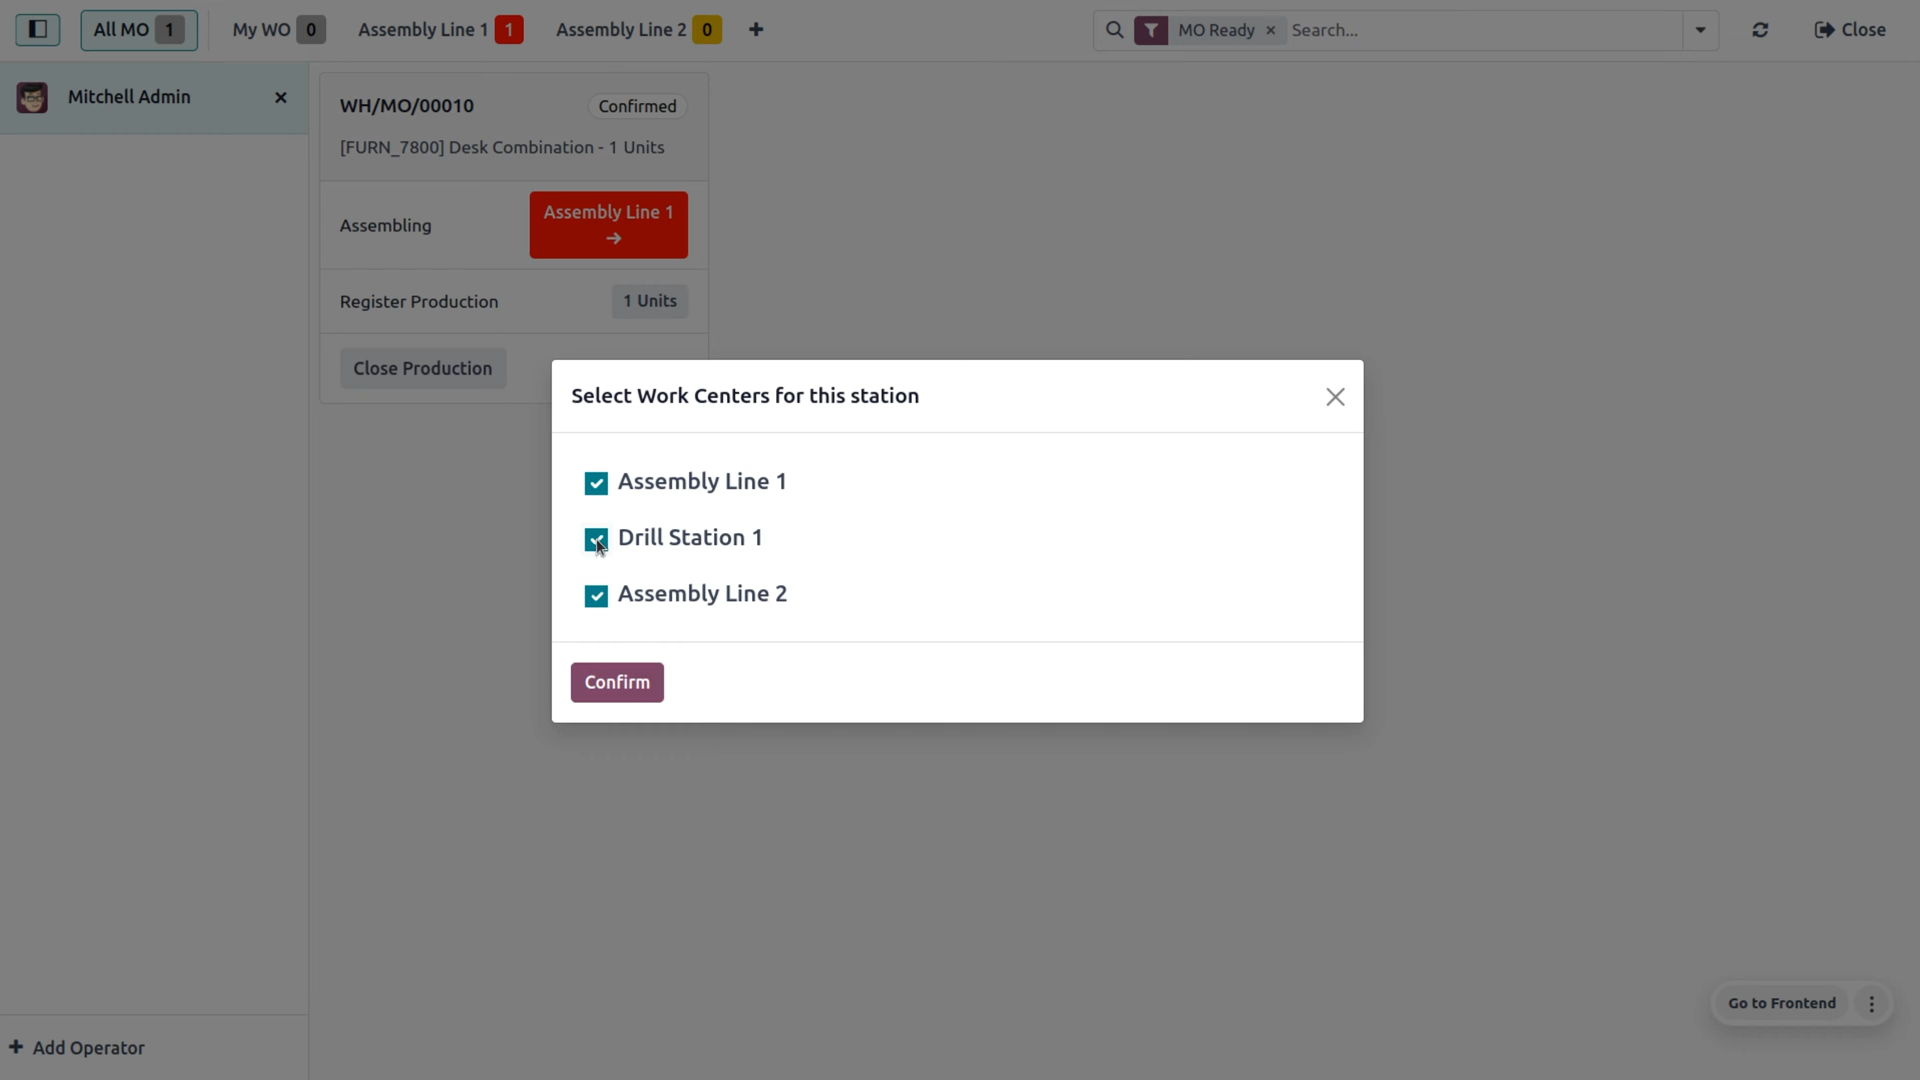 All MO 1
My WO 0
Assembly Line 1 1
Assembly Line 2 0
MO Ready
Search...
Close
Mitchell Admin
WH/MO/00010
Confirmed
[FURN_7800] Desk Combination - 1 Units
Assembling
Assembly Line 1
Register Production
1 Units
Close Production
Select Work Centers for this station
Assembly Line 1
Drill Station 1
Assembly Line 2
Confirm
Go to Frontend
Add Operator